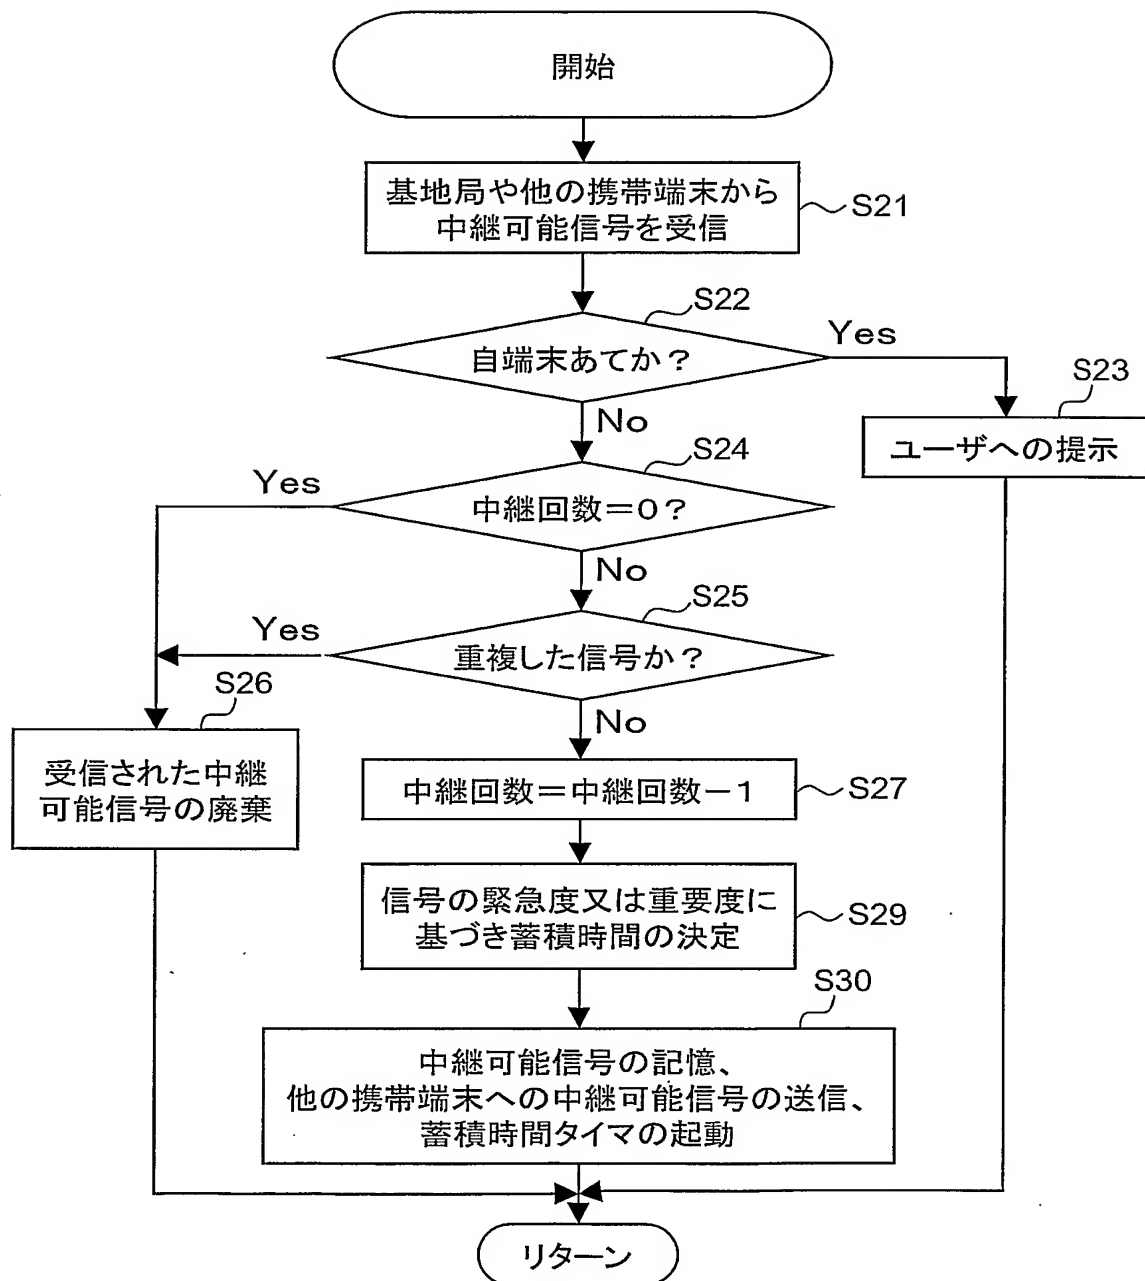 開始
基地局や他の携帯端末から
中継可能信号を受信
S21
S22
自端末あてか？
Yes
No
S23
ユーザへの提示
S24
中継回数＝0？
Yes
No
S25
重複した信号か？
Yes
No
S26
受信された中継
可能信号の廃棄
中継回数＝中継回数－1
S27
信号の緊急度又は重要度に
基づき蓄積時間の決定
S29
S30
中継可能信号の記憶、
他の携帯端末への中継可能信号の送信、
蓄積時間タイマの起動
リターン